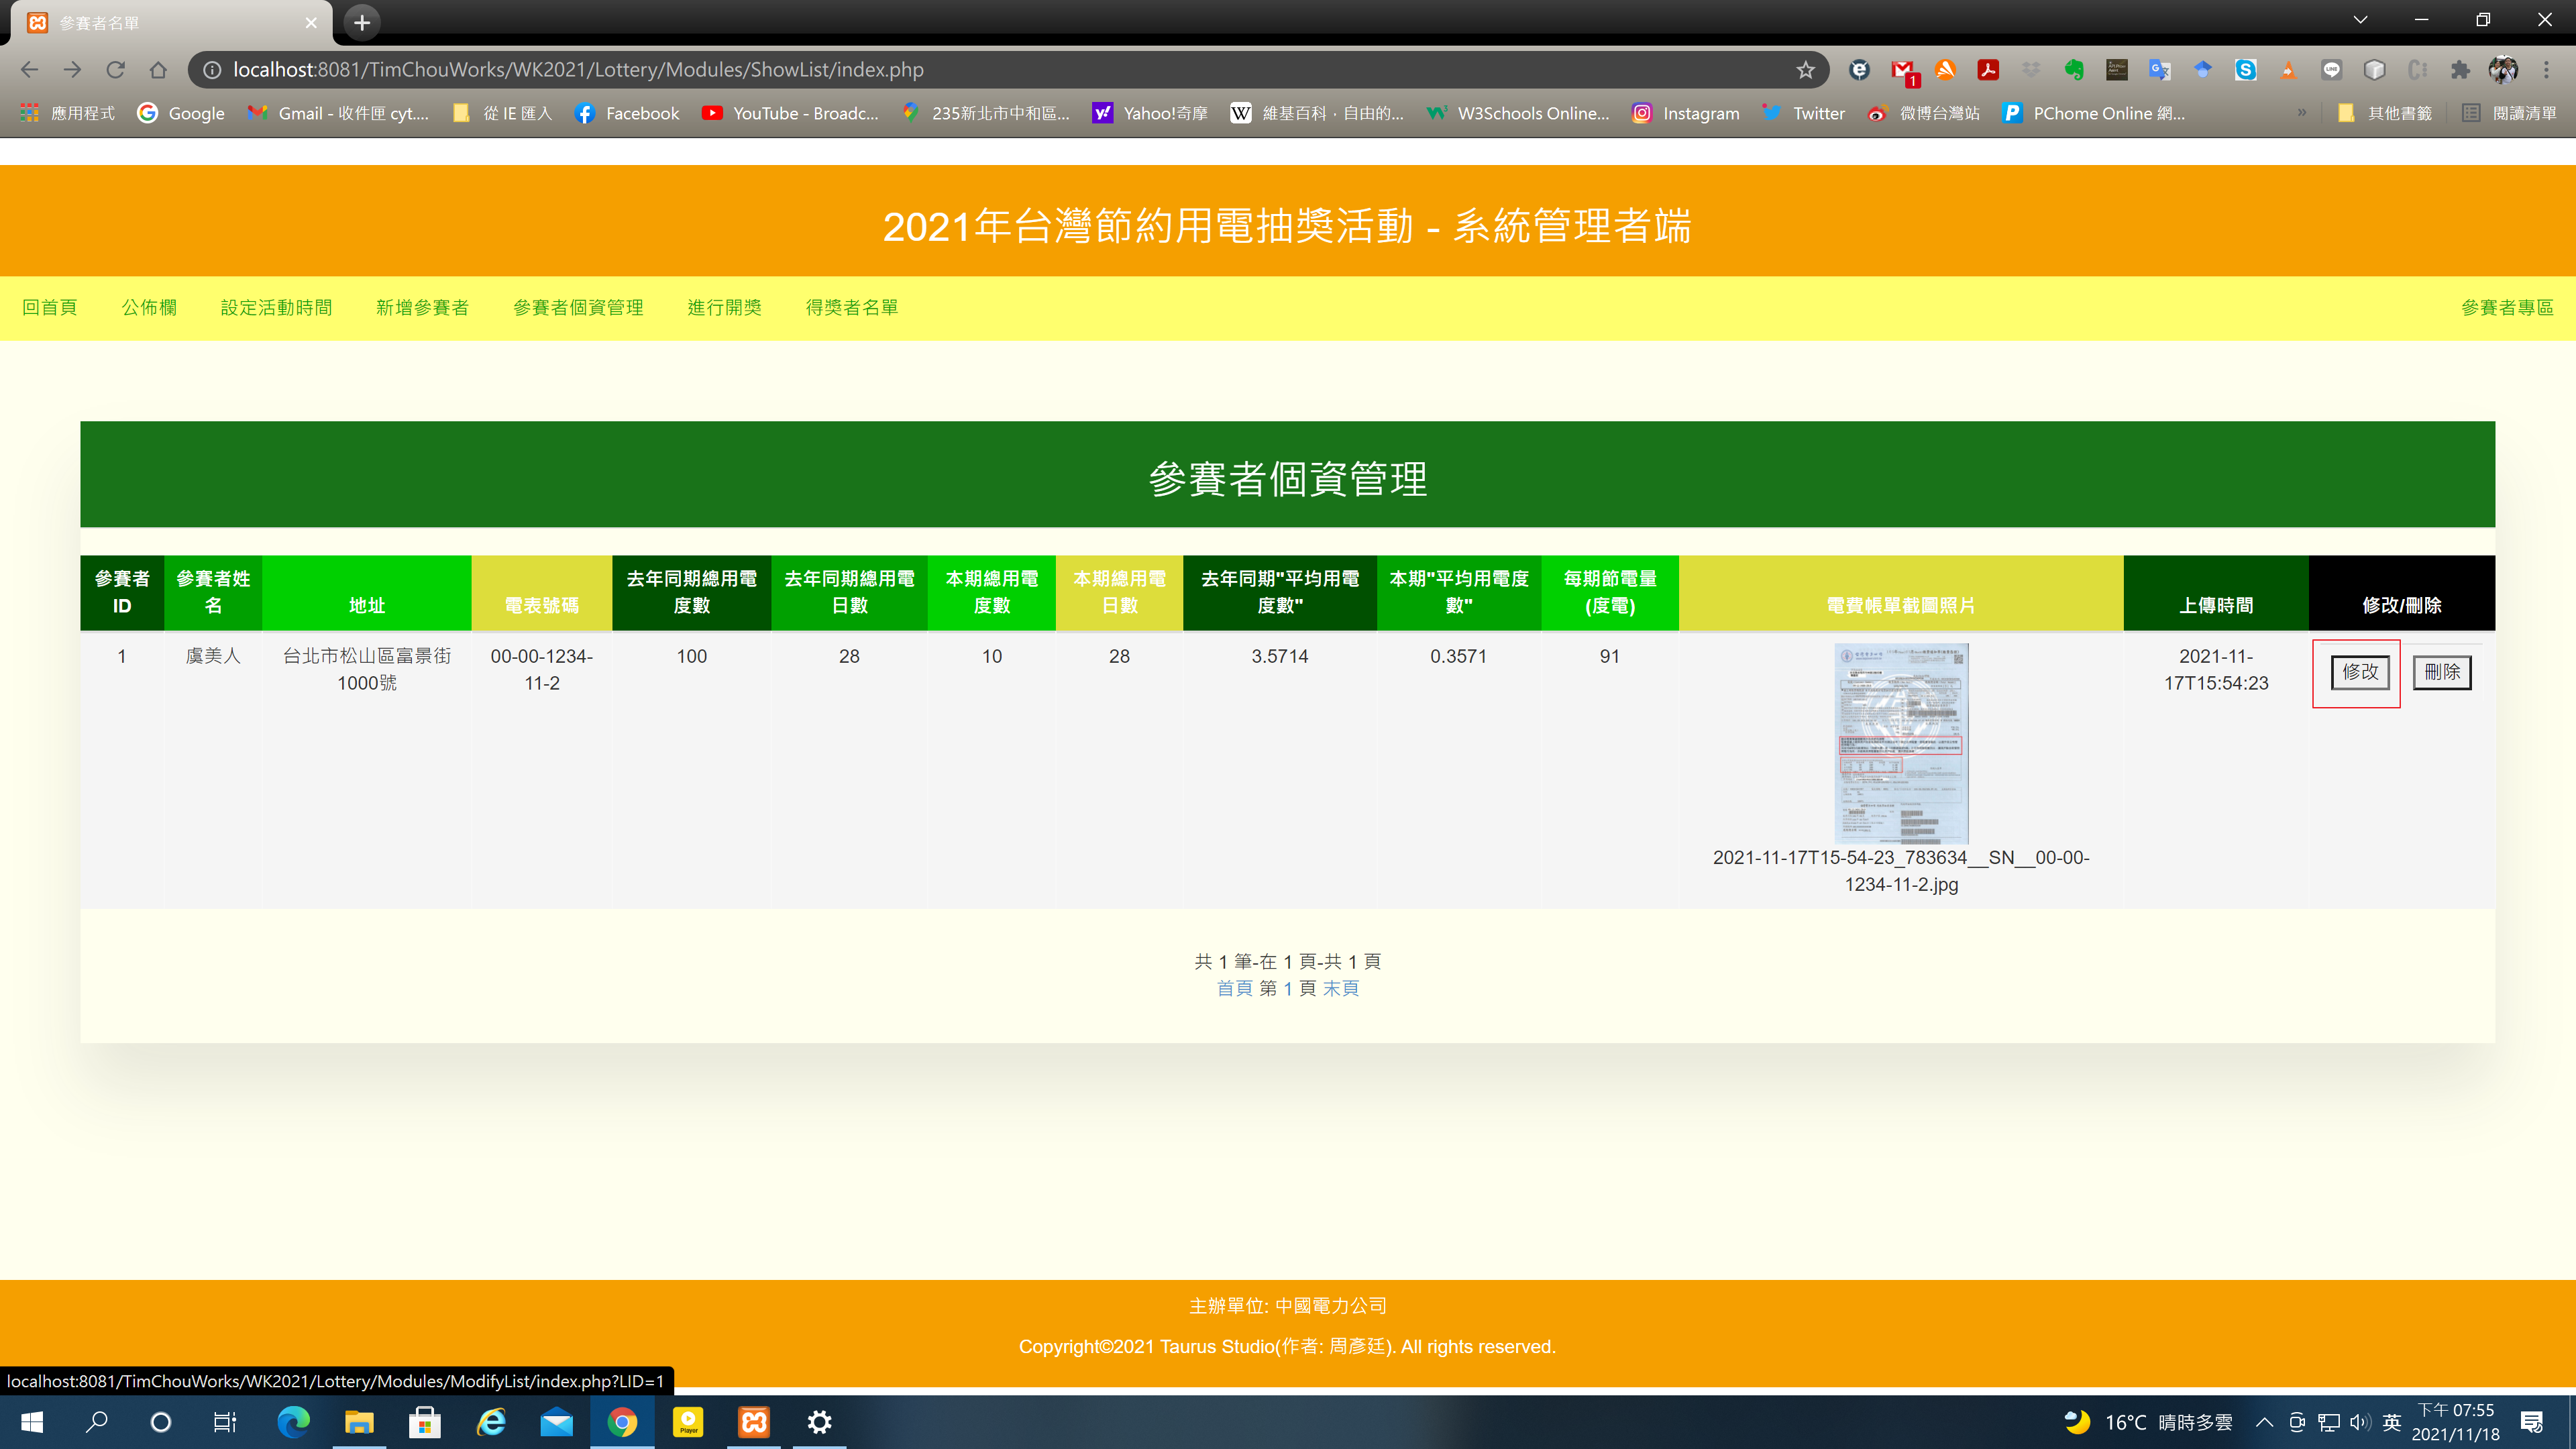 參賽者名單
localhost:8081/TimChouWorks/WK2021/Lottery/Modules/ShowList/index.php
1
應用程式 Google Gmail - 收件匣 cyt.... 從 IE 匯入 Facebook YouTube - Broadc... 235新北市中和區... Yahoo!奇摩 維基百科，自由的... W3Schools Online... Instagram Twitter 微博台灣站 PChome Online 網... » 其他書籤 閱讀清單
2021年台灣節約用電抽獎活動 - 系統管理者端
回首頁 公佈欄 設定活動時間 新增參賽者 參賽者個資管理 進行開獎 得獎者名單 參賽者專區
參賽者個資管理
參賽者ID 參賽者姓名 地址 電表號碼 去年同期總用電度數 去年同期總用電日數 本期總用電度數 本期總用電日數 去年同期"平均用電度數" 本期"平均用電度數" 每期節電量(度電) 電費帳單截圖照片 上傳時間 修改/刪除
1 虞美人 台北市松山區富景街1000號 00-00-1234-11-2 100 28 10 28 3.5714 0.3571 91 2021-11-17T15:54:23 修改 刪除
2021-11-17T15-54-23_783634__SN__00-00-
1234-11-2.jpg
共 1 筆-在 1 頁-共 1 頁
首頁 第 1 頁 末頁
主辦單位: 中國電力公司
Copyright©2021 Taurus Studio(作者: 周彥廷). All rights reserved.
localhost:8081/TimChouWorks/WK2021/Lottery/Modules/ModifyList/index.php?LID=1
16°C 晴時多雲 英 下午 07:55
2021/11/18